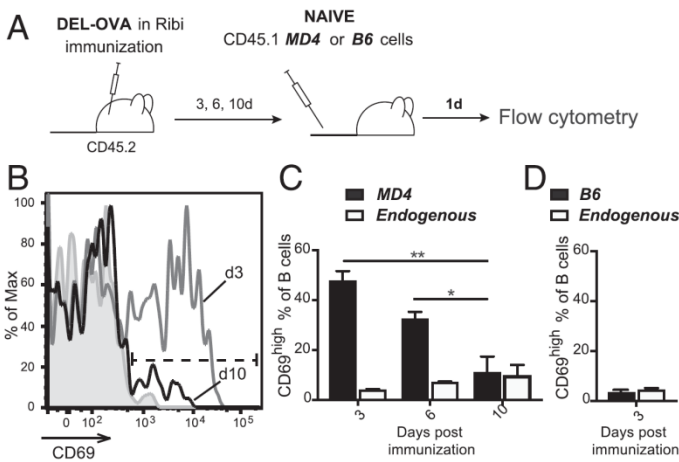 A
DEL-OVA in Ribi
immunization
CD45.2
3, 6, 10d
NAIVE
CD45.1 MD4 or B6 cells
1d
Flow cytometry
B
% of Max
100
80
60
40
20
0
d3
d10
0 10² 10³ 10⁴ 10⁵
CD69
C
MD4
Endogenous
CD69high % of B cells
60
40
20
0
**
*
3 6 10
Days post
immunization
D
B6
Endogenous
CD69high % of B cells
60
40
20
0
3
Days post
immunization